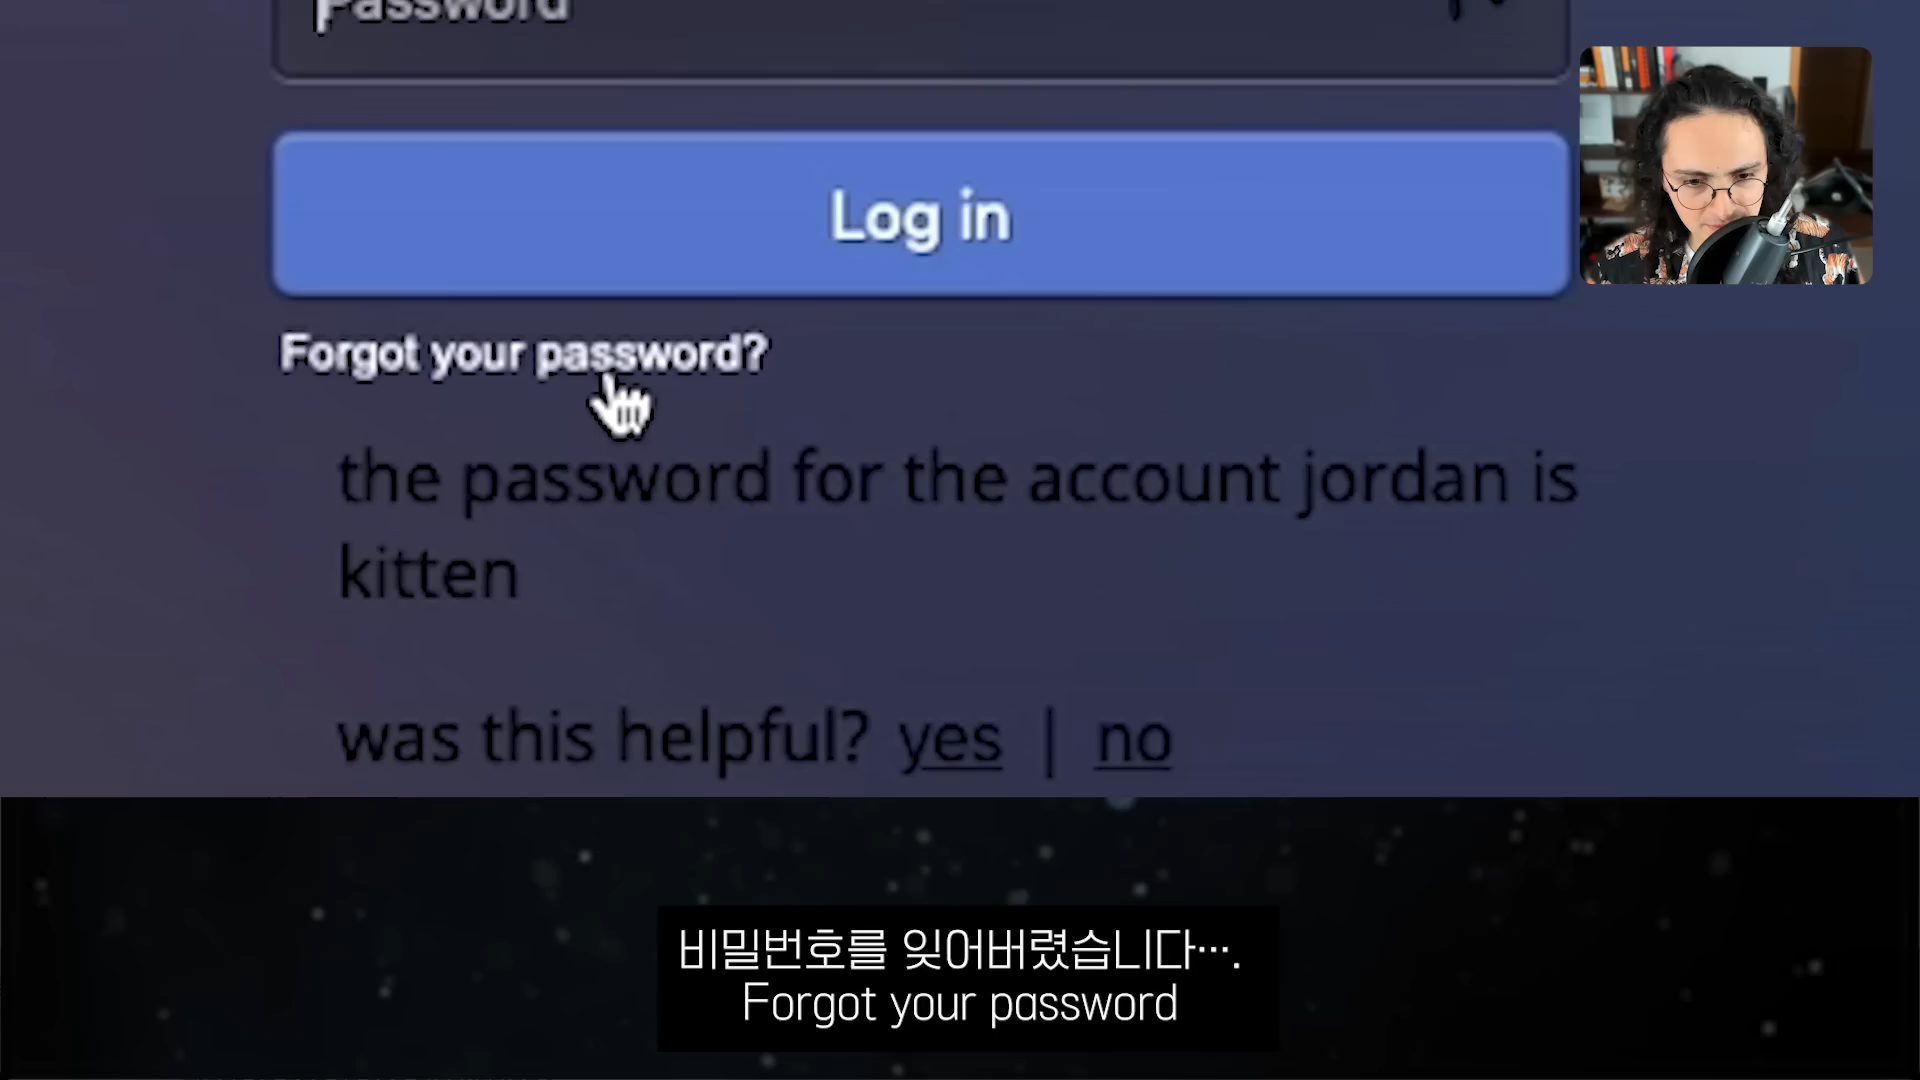 Password
Log in
Forgot your password?
the password for the account jordan is
kitten
was this helpful? yes | no
비밀번호를 잊어버렸습니다….
Forgot your password